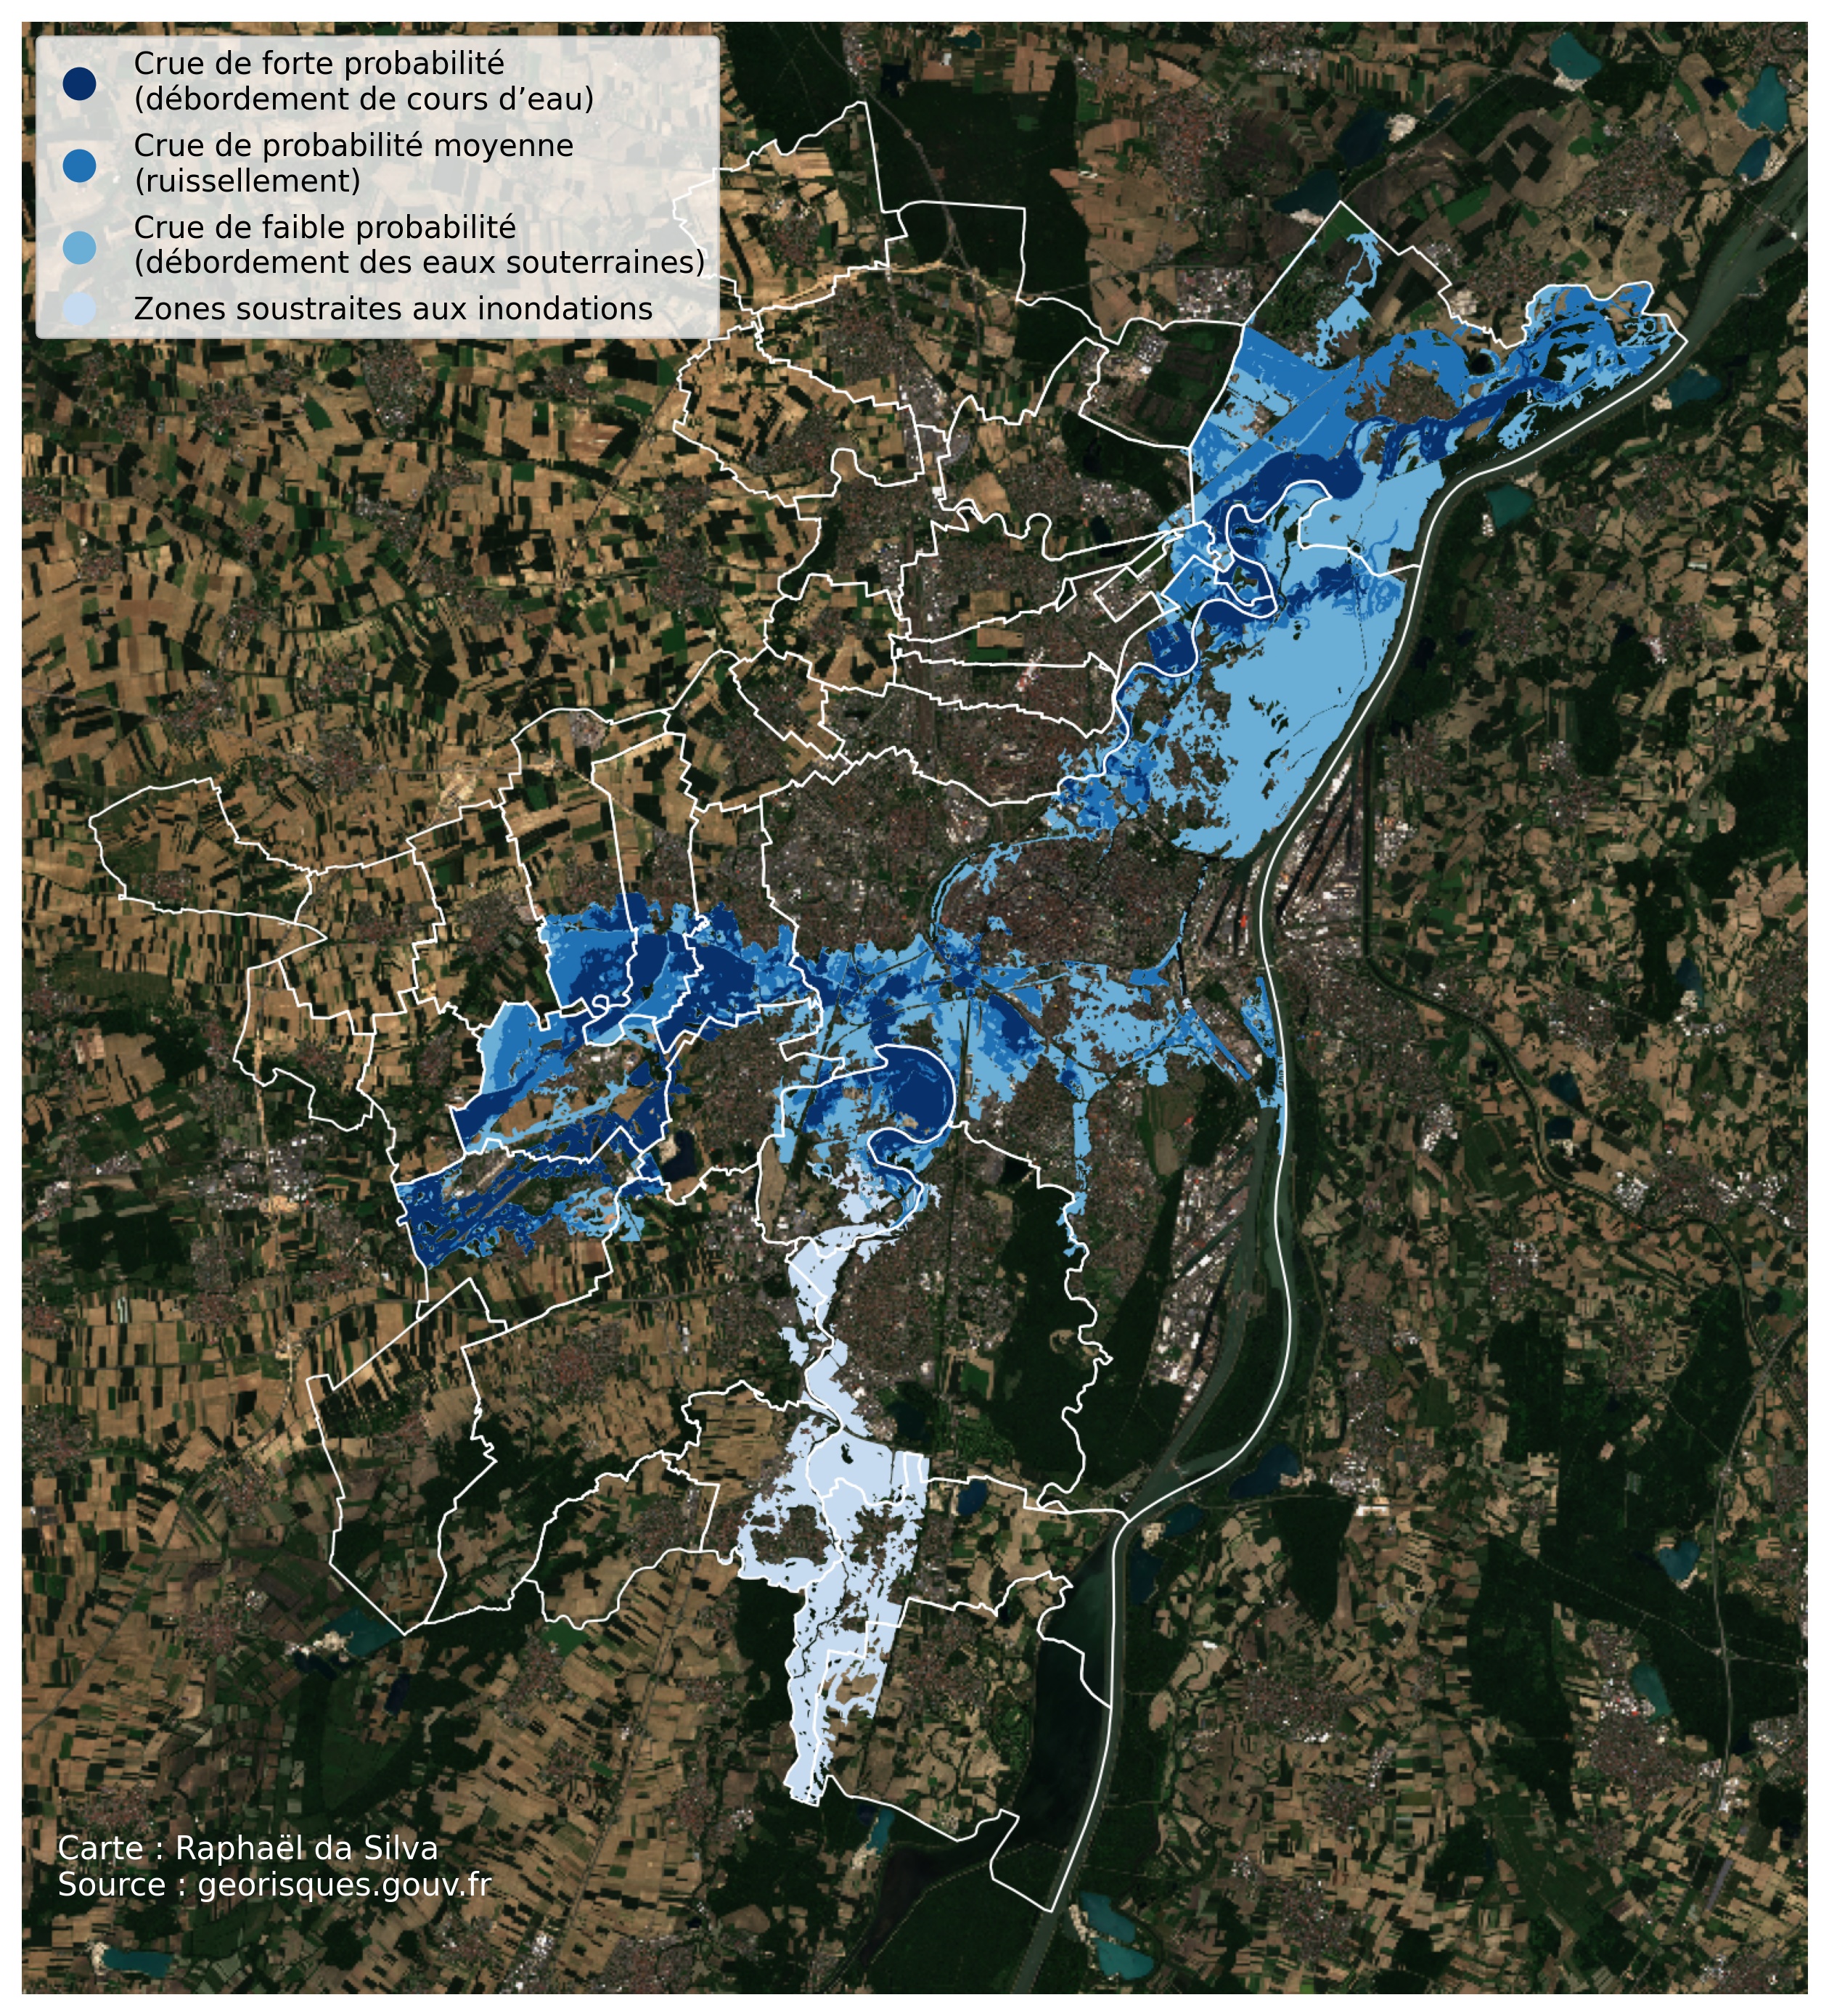 Crue de forte probabilité
(débordement de cours d’eau)
Crue de probabilité moyenne
(ruissellement)
Crue de faible probabilité
(débordement des eaux souterraines)
Zones soustraites aux inondations
Carte : Raphaël da Silva
Source : georisques.gouv.fr